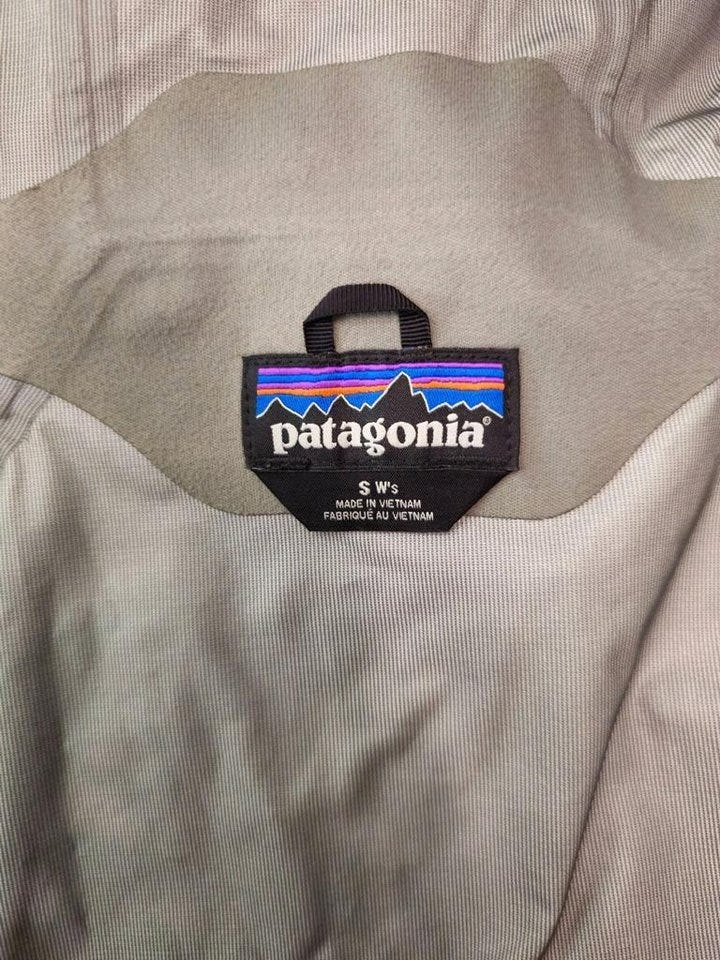 patagonia®
S W's
MADE IN VIETNAM
FABRIQUÉ AU VIETNAM